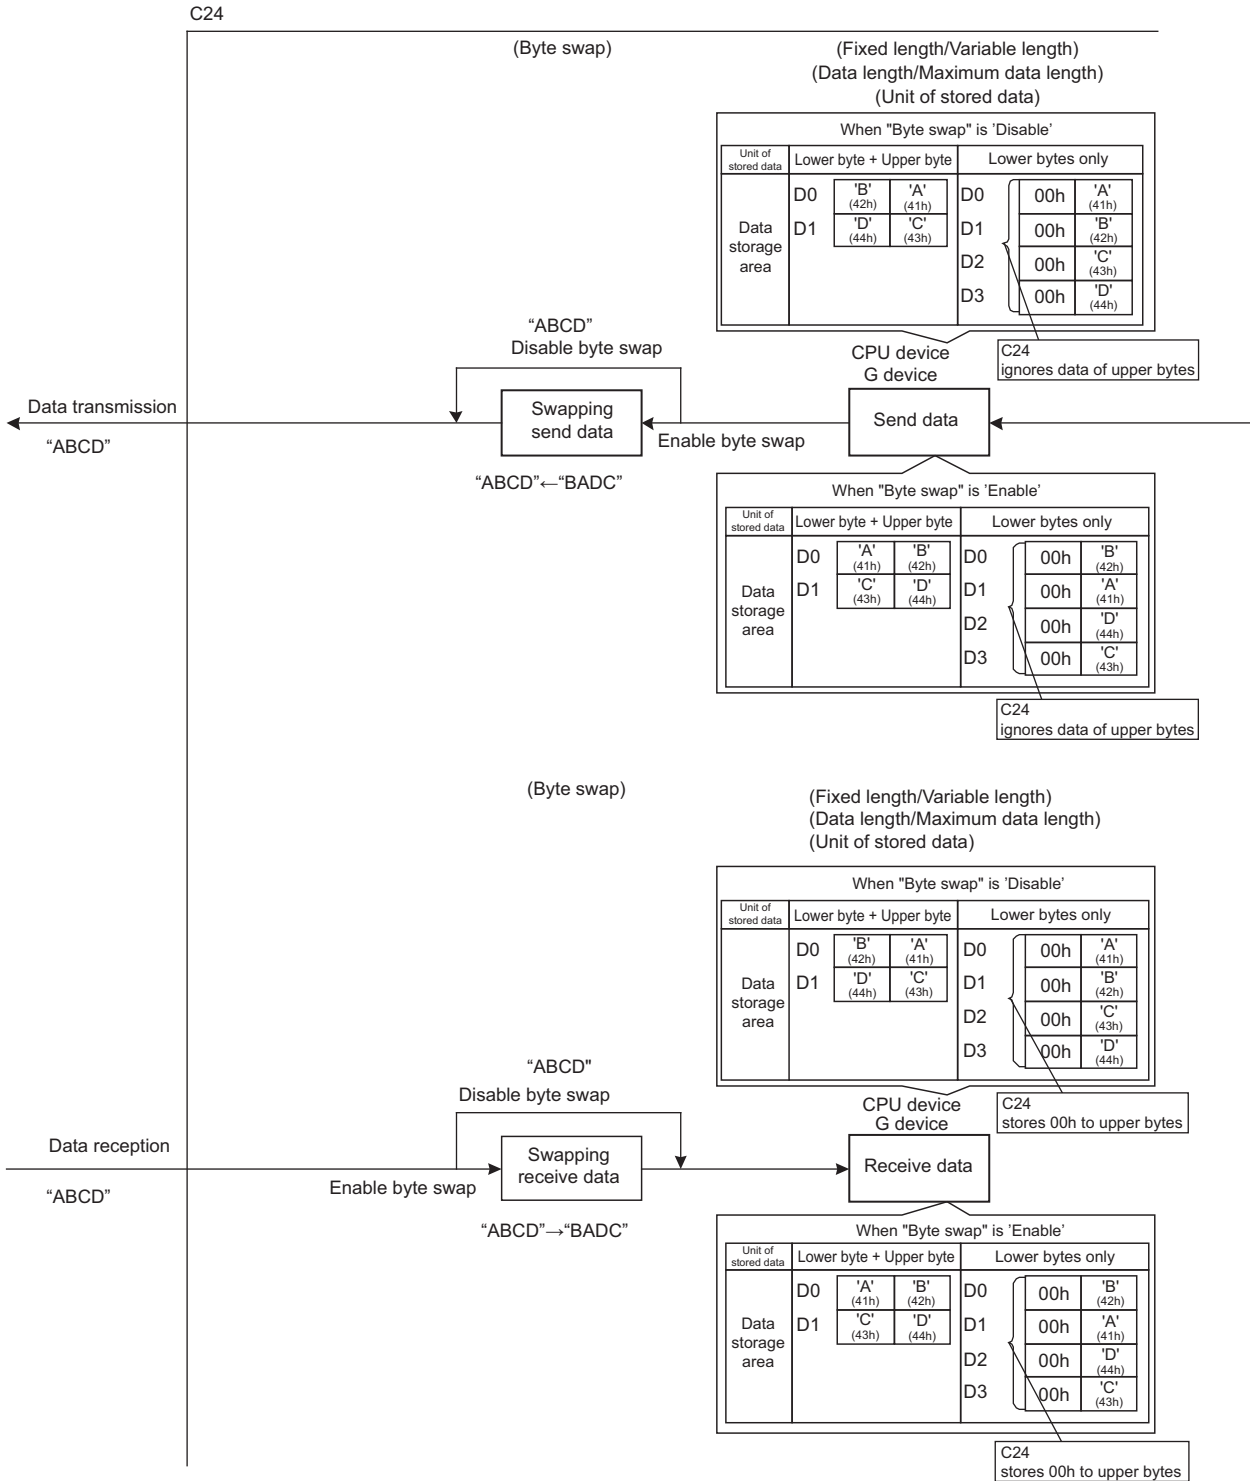 C24
(Byte swap)
(Fixed length/Variable length)
(Data length/Maximum data length)
(Unit of stored data)
When "Byte swap" is 'Disable’
Unit of
stored data
Lower byte + Upper byte
Lower bytes only
Data
storage
area
D0 'B' (42h) 'A' (41h)
D1 'D' (44h) 'C' (43h)
D0 00h 'A' (41h)
D1 00h 'B' (42h)
D2 00h 'C' (43h)
D3 00h 'D' (44h)
C24
ignores data of upper bytes
“ABCD”
Disable byte swap
CPU device
G device
Data transmission
“ABCD”
Swapping
send data
Enable byte swap
Send data
“ABCD”←“BADC”
When "Byte swap" is ’Enable’
Unit of
stored data
Lower byte + Upper byte
Lower bytes only
Data
storage
area
D0 'A' (41h) 'B' (42h)
D1 'C' (43h) 'D' (44h)
D0 00h 'B' (42h)
D1 00h 'A' (41h)
D2 00h 'D' (44h)
D3 00h 'C' (43h)
C24
ignores data of upper bytes
(Byte swap)
(Fixed length/Variable length)
(Data length/Maximum data length)
(Unit of stored data)
When "Byte swap" is ’Disable’
Unit of
stored data
Lower byte + Upper byte
Lower bytes only
Data
storage
area
D0 'B' (42h) 'A' (41h)
D1 'D' (44h) 'C' (43h)
D0 00h 'A' (41h)
D1 00h 'B' (42h)
D2 00h 'C' (43h)
D3 00h 'D' (44h)
C24
stores 00h to upper bytes
“ABCD"
Disable byte swap
CPU device
G device
Data reception
“ABCD”
Enable byte swap
Swapping
receive data
Receive data
“ABCD”→“BADC”
When "Byte swap" is ’Enable’
Unit of
stored data
Lower byte + Upper byte
Lower bytes only
Data
storage
area
D0 'A' (41h) 'B' (42h)
D1 'C' (43h) 'D' (44h)
D0 00h 'B' (42h)
D1 00h 'A' (41h)
D2 00h 'D' (44h)
D3 00h 'C' (43h)
C24
stores 00h to upper bytes